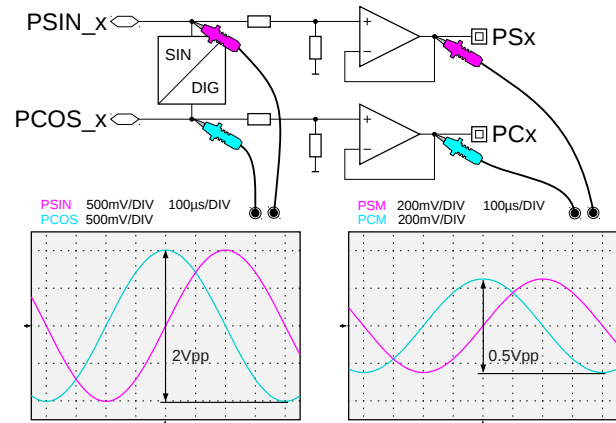 PSIN_x
PSx
SIN
DIG
PCOS_x
PCx
+
−
+
−
PSIN 500mV/DIV 100µs/DIV
PCOS 500mV/DIV
PSM 200mV/DIV 100µs/DIV
PCM 200mV/DIV
2Vpp
0.5Vpp